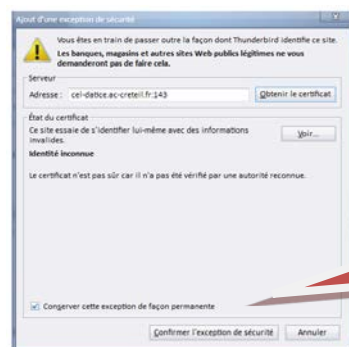 Ajout d'une exception de sécurité
Vous êtes en train de passer outre la façon dont Thunderbird identifie ce site.
Les banques, magasins et autres sites Web publics légitimes ne vous
demanderont pas de faire cela.
Serveur
Adresse : cel-datice.ac-creteil.fr:143
Obtenir le certificat
État du certificat
Ce site essaie de s'identifier lui-même avec des informations
invalides.
Voir...
Identité inconnue
Le certificat n'est pas sûr car il n'a pas été vérifié par une autorité reconnue.
Conserver cette exception de façon permanente
Confirmer l'exception de sécurité
Annuler